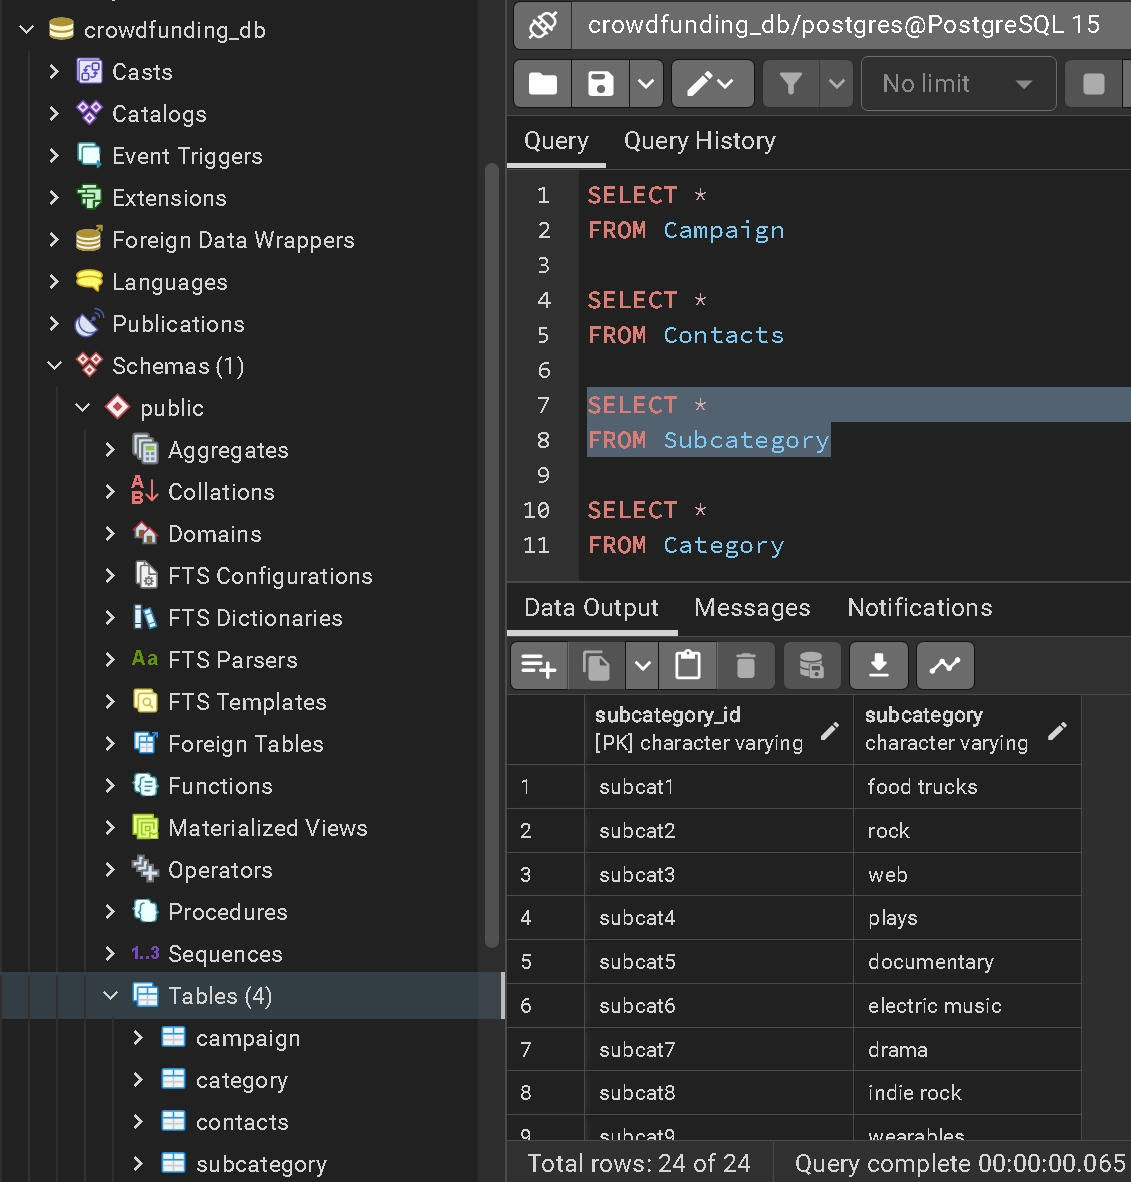 crowdfunding_db
Casts
Catalogs
Event Triggers
Extensions
Foreign Data Wrappers
Languages
Publications
Schemas (1)
public
Aggregates
Collations
Domains
FTS Configurations
FTS Dictionaries
Aa FTS Parsers
FTS Templates
Foreign Tables
Functions
Materialized Views
Operators
Procedures
1..3 Sequences
Tables (4)
campaign
category
contacts
subcategory
crowdfunding_db/postgres@PostgreSQL 15
No limit
Query Query History
1 SELECT *
2 FROM Campaign
3
4 SELECT *
5 FROM Contacts
6
7 SELECT *
8 FROM Subcategory
9
10 SELECT *
11 FROM Category
Data Output Messages Notifications
subcategory_id subcategory
[PK] character varying character varying
1 subcat1 food trucks
2 subcat2 rock
3 subcat3 web
4 subcat4 plays
5 subcat5 documentary
6 subcat6 electric music
7 subcat7 drama
8 subcat8 indie rock
9 subcat9 wearables
Total rows: 24 of 24 Query complete 00:00:00.065